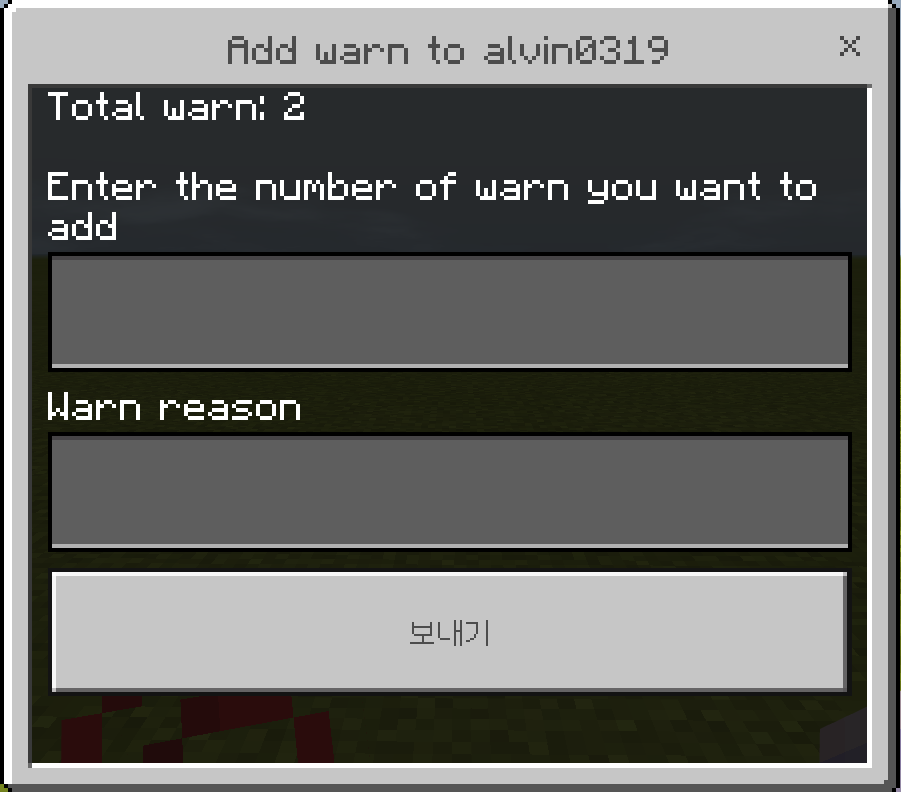 Add warn to alvin0319
Total warn: 2
Enter the number of warn you want to
add
Warn reason
보내기